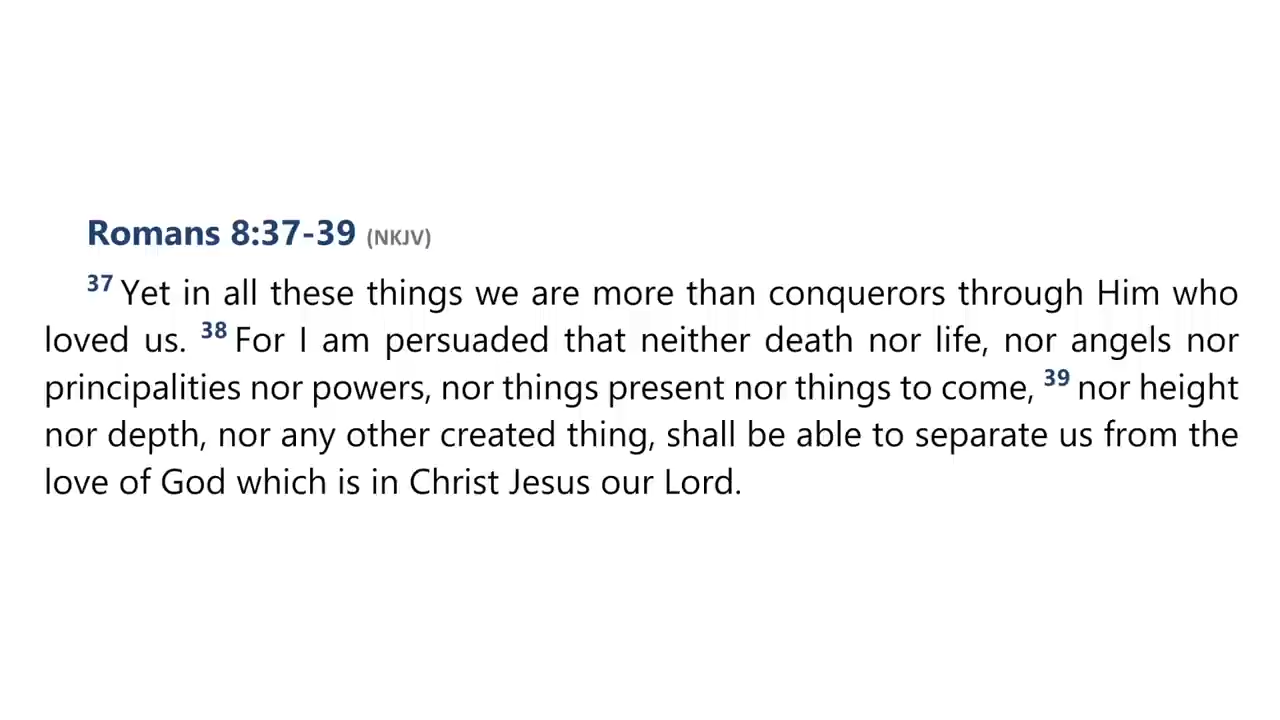 Romans 8:37-39 (NKJV)
37 Yet in all these things we are more than conquerors through Him who
loved us. 38 For I am persuaded that neither death nor life, nor angels nor
principalities nor powers, nor things present nor things to come, 39 nor height
nor depth, nor any other created thing, shall be able to separate us from the
love of God which is in Christ Jesus our Lord.